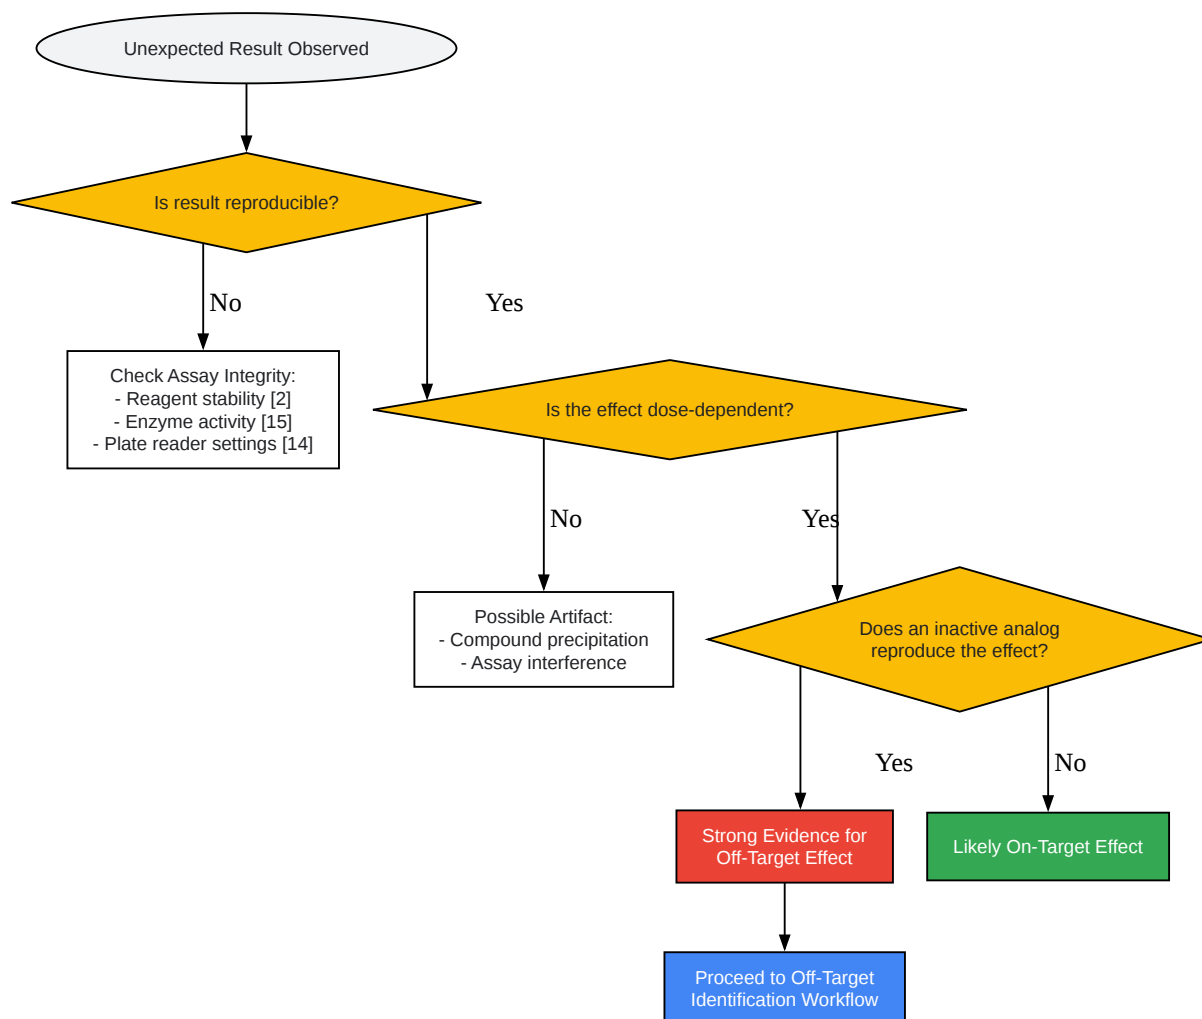 Unexpected Result Observed
Is result reproducible?
No
Yes
Check Assay Integrity:
- Reagent stability [2]
- Enzyme activity [15]
- Plate reader settings [14]
Is the effect dose-dependent?
No
Yes
Possible Artifact:
- Compound precipitation
- Assay interference
Does an inactive analog
reproduce the effect?
Yes
No
Strong Evidence for
Off-Target Effect
Likely On-Target Effect
Proceed to Off-Target
Identification Workflow